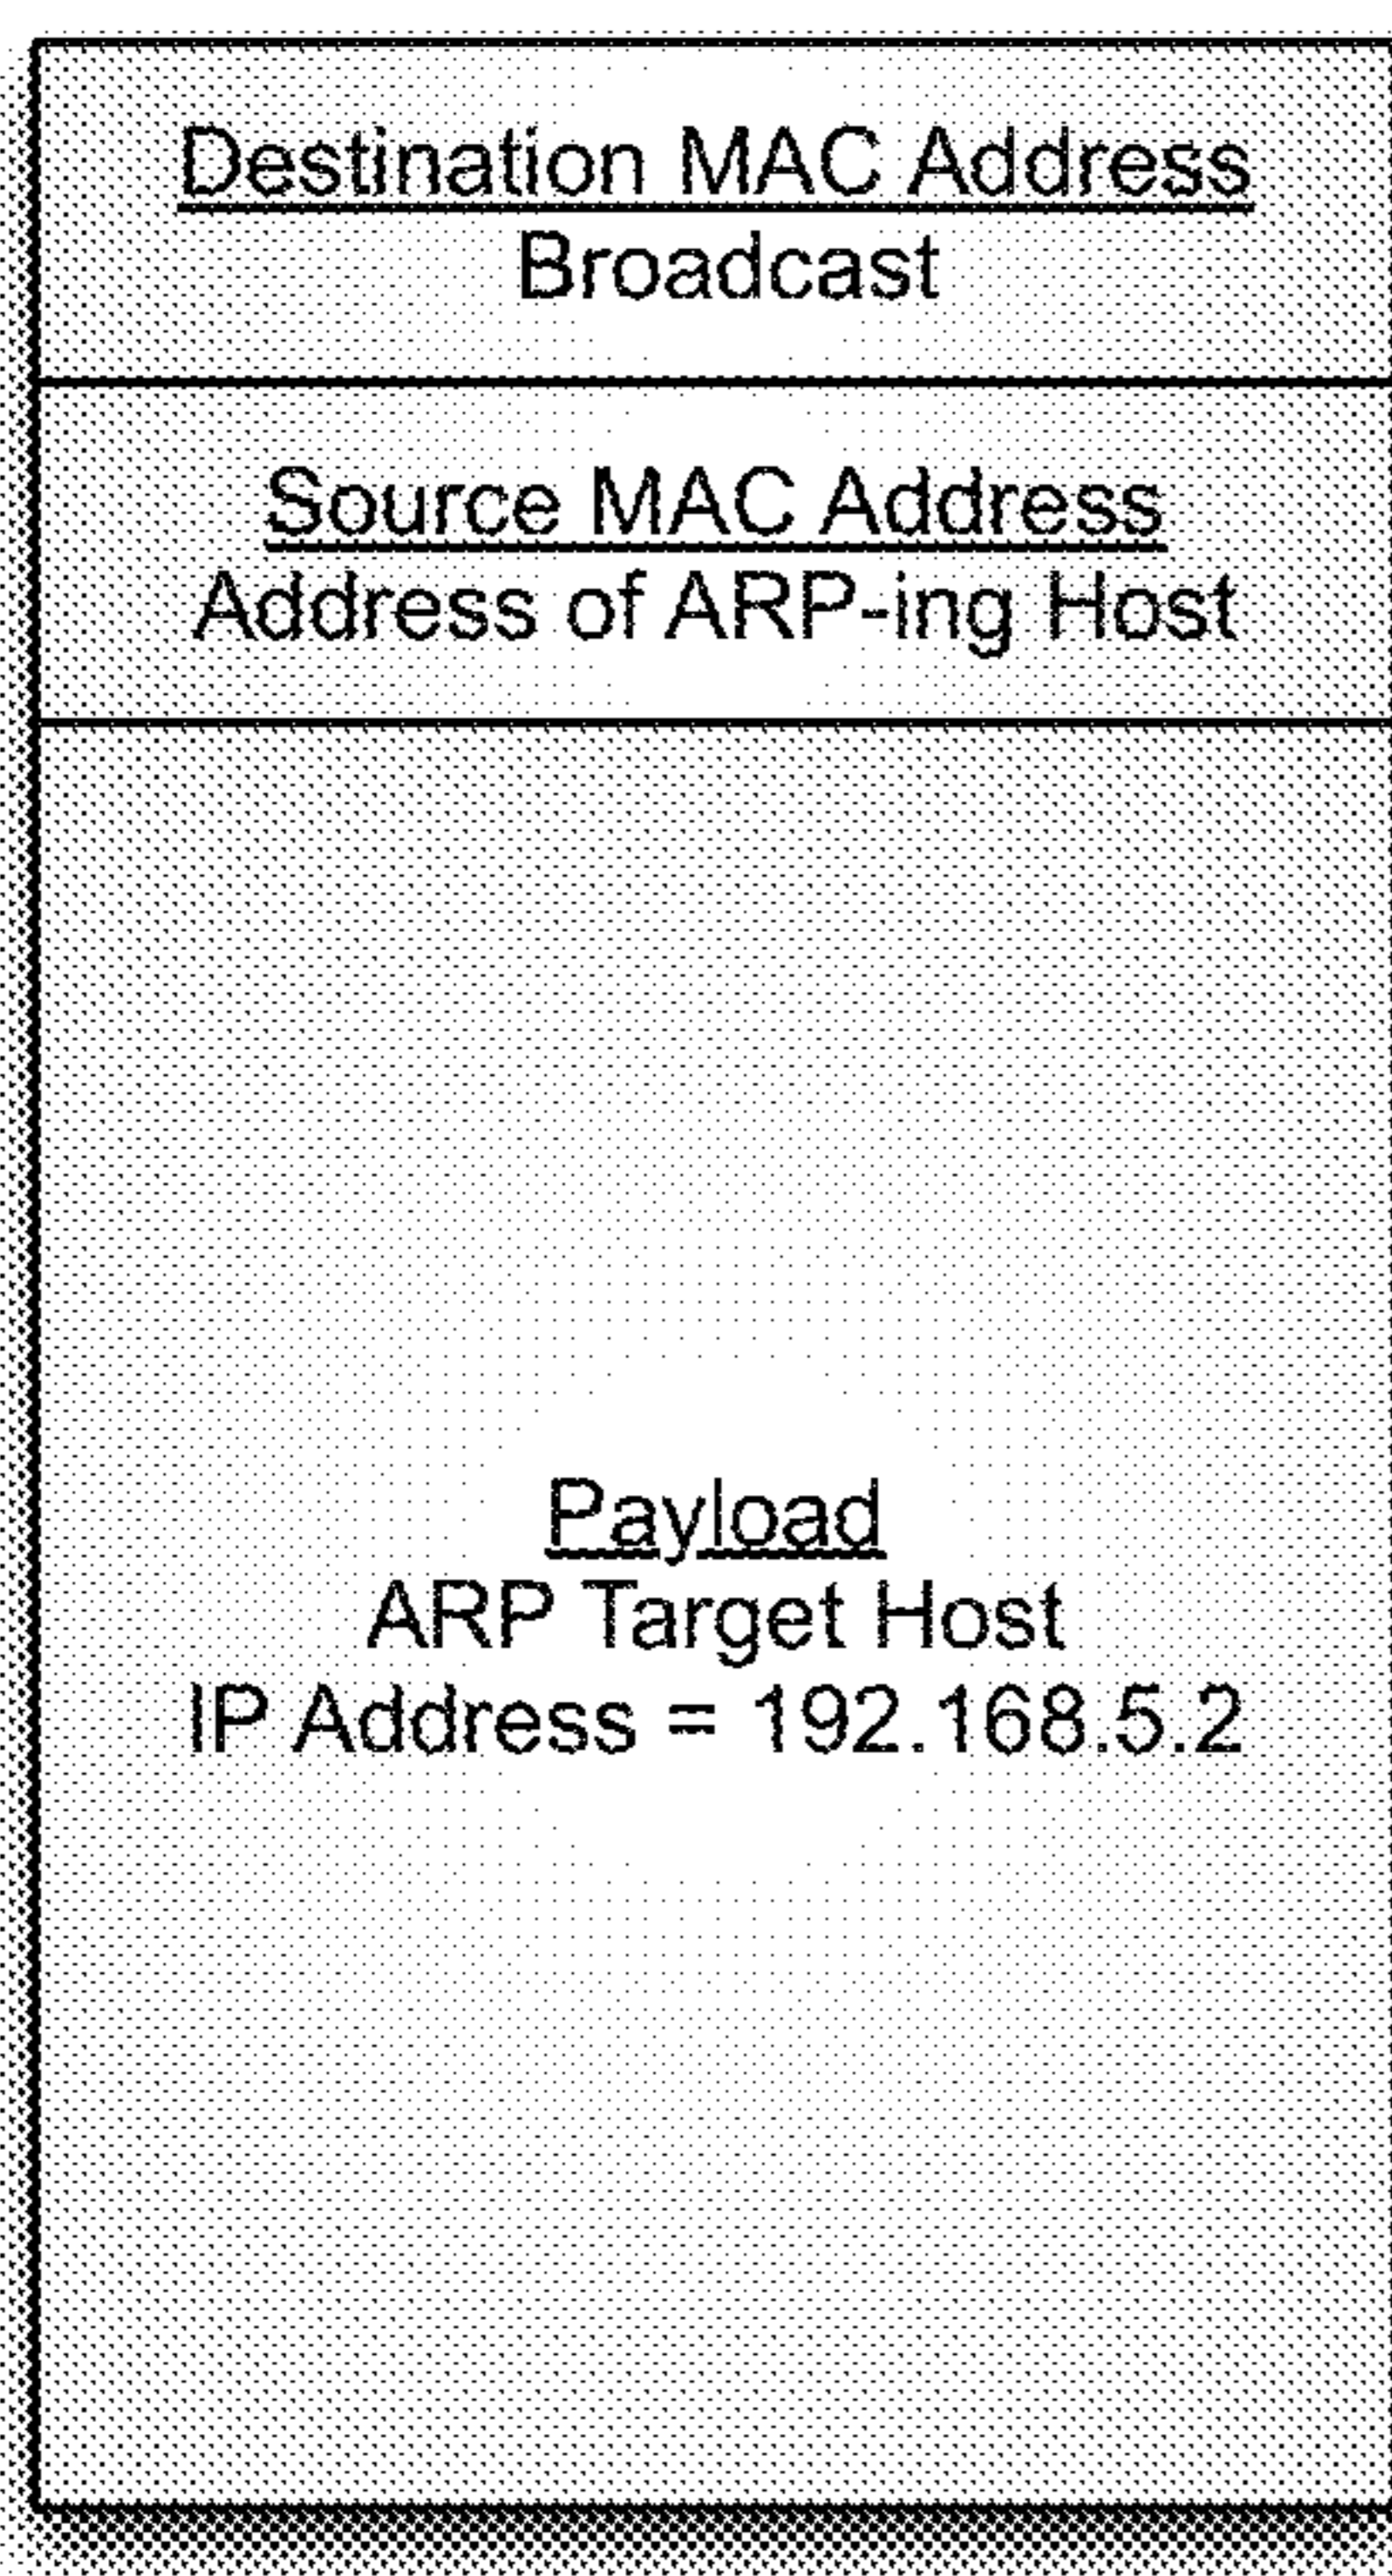 Destination MAC Address
Broadcast
Source MAC Address
Address of ARP-ing Host
Payload
ARP Target Host
IP Address = 192.168.5.2